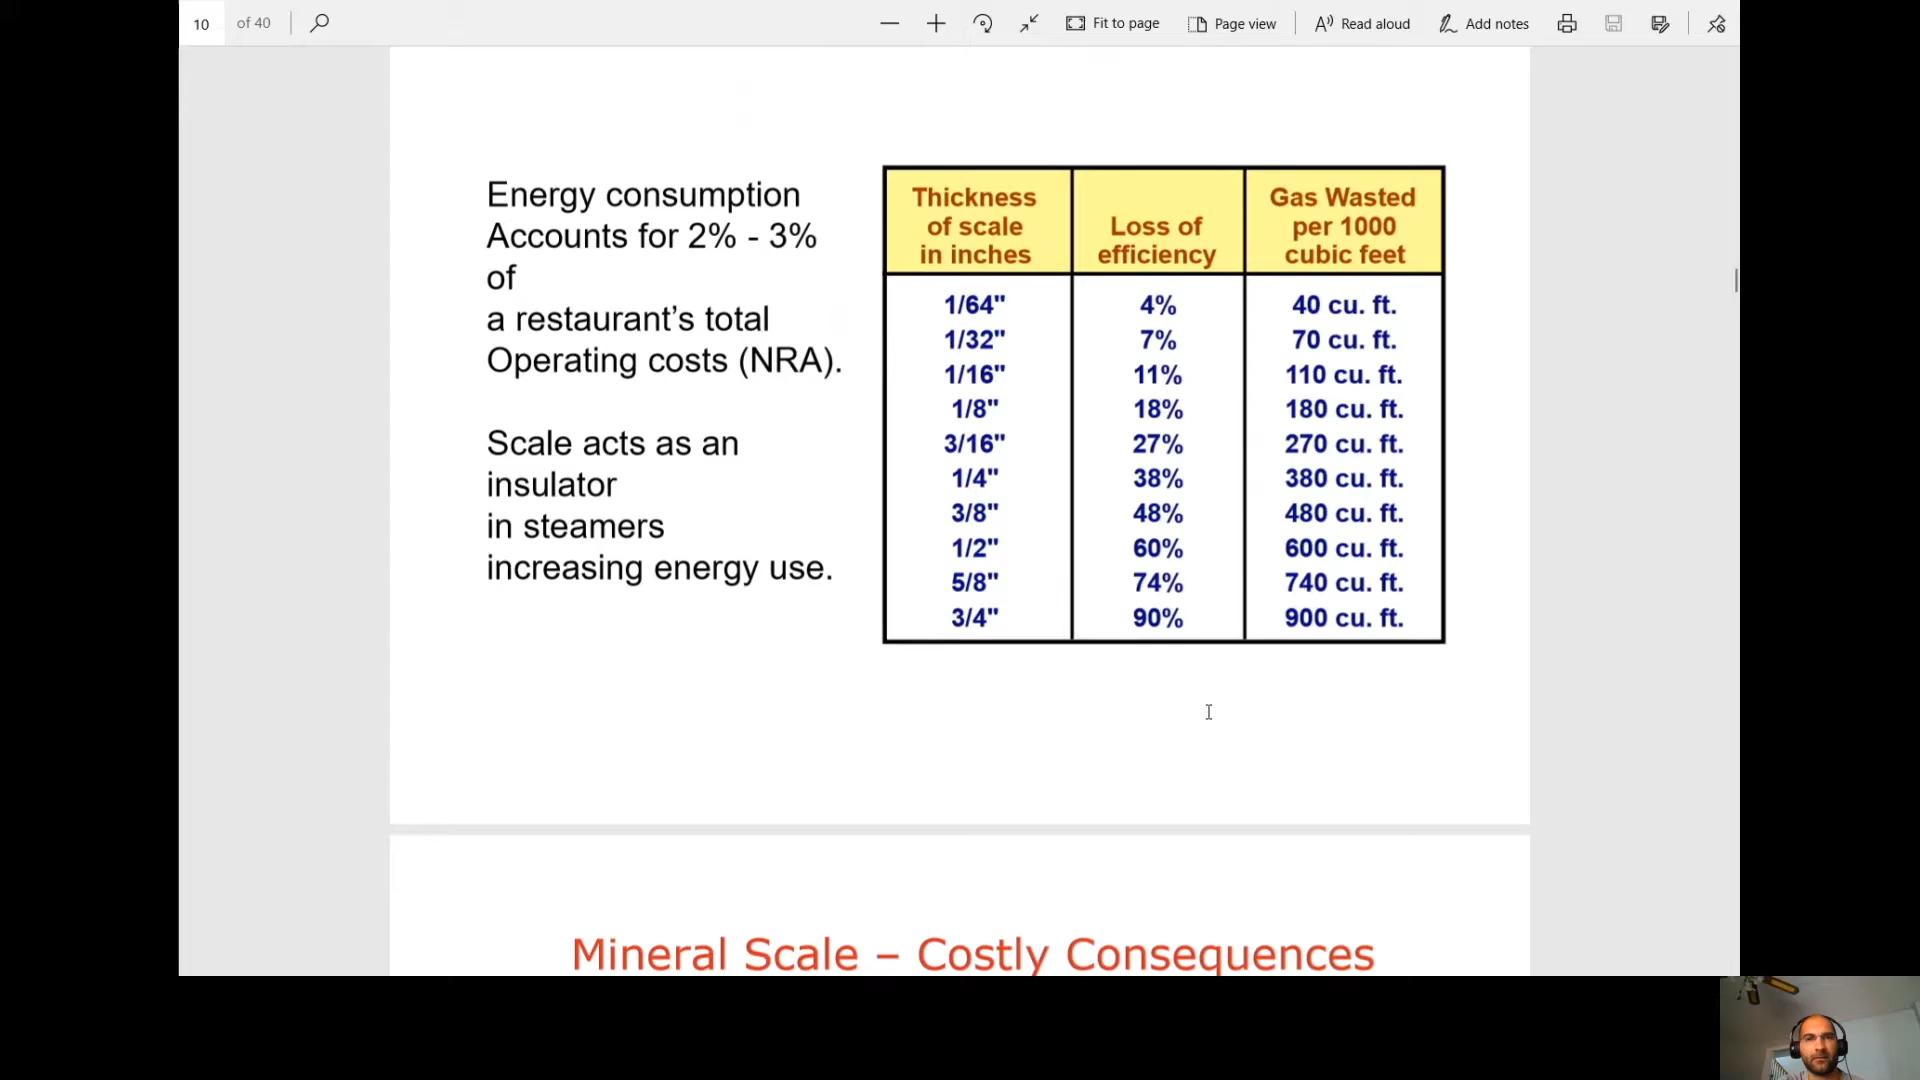 10 of 40 Fit to page Page view Read aloud Add notes
Energy consumption
Accounts for 2% - 3%
of
a restaurant’s total
Operating costs (NRA).
Scale acts as an
insulator
in steamers
increasing energy use.
Thickness of scale in inches Loss of efficiency Gas Wasted per 1000 cubic feet
1/64" 4% 40 cu. ft.
1/32" 7% 70 cu. ft.
1/16" 11% 110 cu. ft.
1/8" 18% 180 cu. ft.
3/16" 27% 270 cu. ft.
1/4" 38% 380 cu. ft.
3/8" 48% 480 cu. ft.
1/2" 60% 600 cu. ft.
5/8" 74% 740 cu. ft.
3/4" 90% 900 cu. ft.
Mineral Scale – Costly Consequences